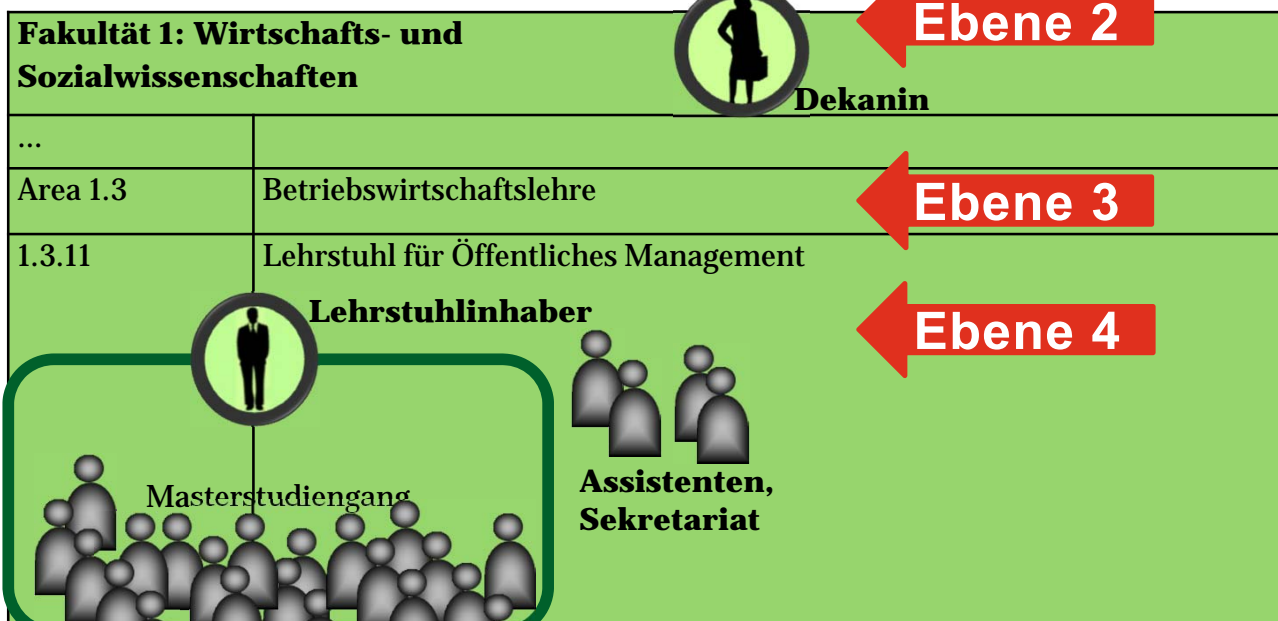 Fakultät 1: Wirtschafts- und
Sozialwissenschaften
Ebene 2
Dekanin
...
Area 1.3
Betriebswirtschaftslehre
Ebene 3
1.3.11
Lehrstuhl für Öffentliches Management
Lehrstuhlinhaber
Ebene 4
Masterstudiengang
Assistenten,
Sekretariat